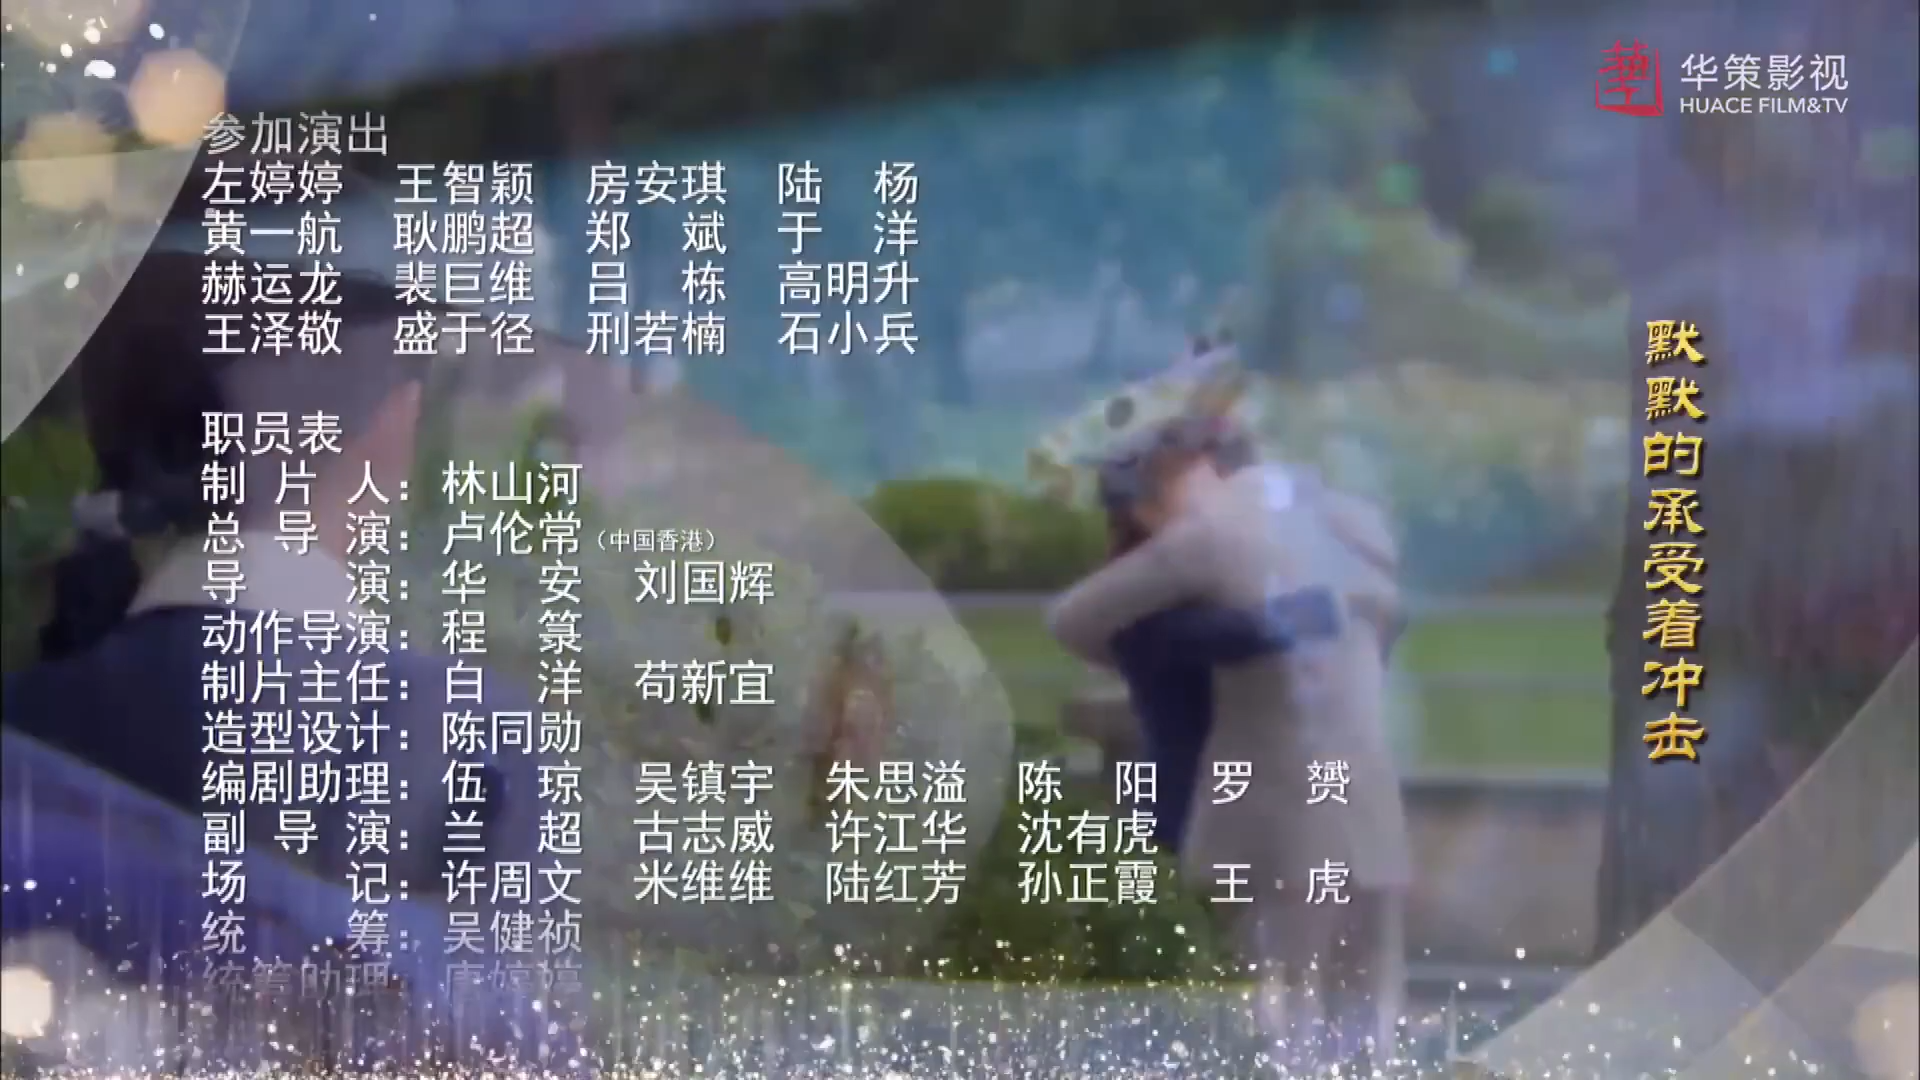 华策影视
HUACE FILM&TV
参加演出
左婷婷 王智颖 房安琪 陆 杨
黄一航 耿鹏超 郑 斌 于 洋
赫运龙 裴巨维 吕 栋 高明升
王泽敬 盛于径 刑若楠 石小兵
职员表
制 片 人：林山河
总 导 演：卢伦常（中国香港）
导 演：华 安 刘国辉
动作导演：程 箓
制片主任：白 洋 苟新宜
造型设计：陈同勋
编剧助理：伍 琼 吴镇宇 朱思溢 陈 阳 罗 赟
副 导 演：兰 超 古志威 许江华 沈有虎
场 记：许周文 米维维 陆红芳 孙正霞 王 虎
统 筹：吴健祯
统筹助理：唐婷婷
默默的承受着冲击